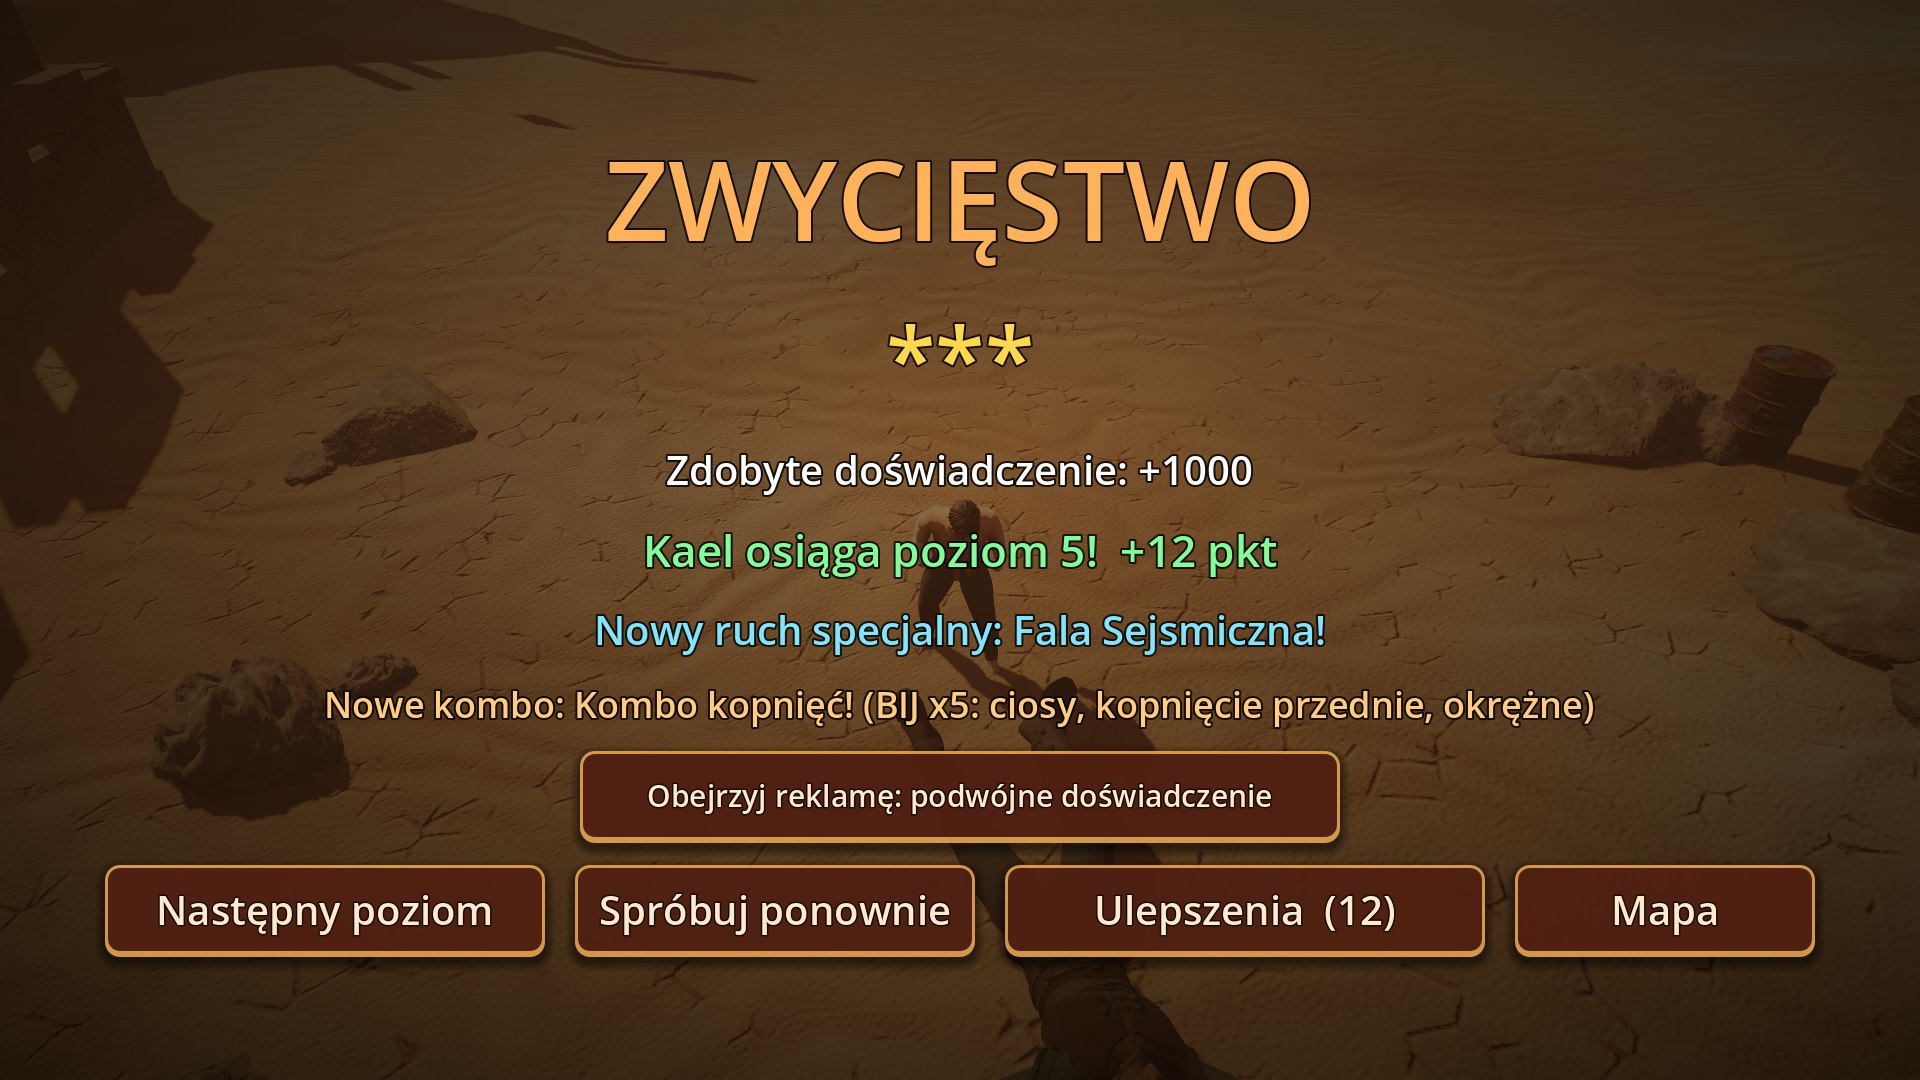 ZWYCIĘSTWO
***
Zdobyte doświadczenie: +1000
Kael osiąga poziom 5! +12 pkt
Nowy ruch specjalny: Fala Sejsmiczna!
Nowe kombo: Kombo kopnięć! (BIJ x5: ciosy, kopnięcie przednie, okrężne)
Obejrzyj reklamę: podwójne doświadczenie
Następny poziom
Spróbuj ponownie
Ulepszenia (12)
Mapa